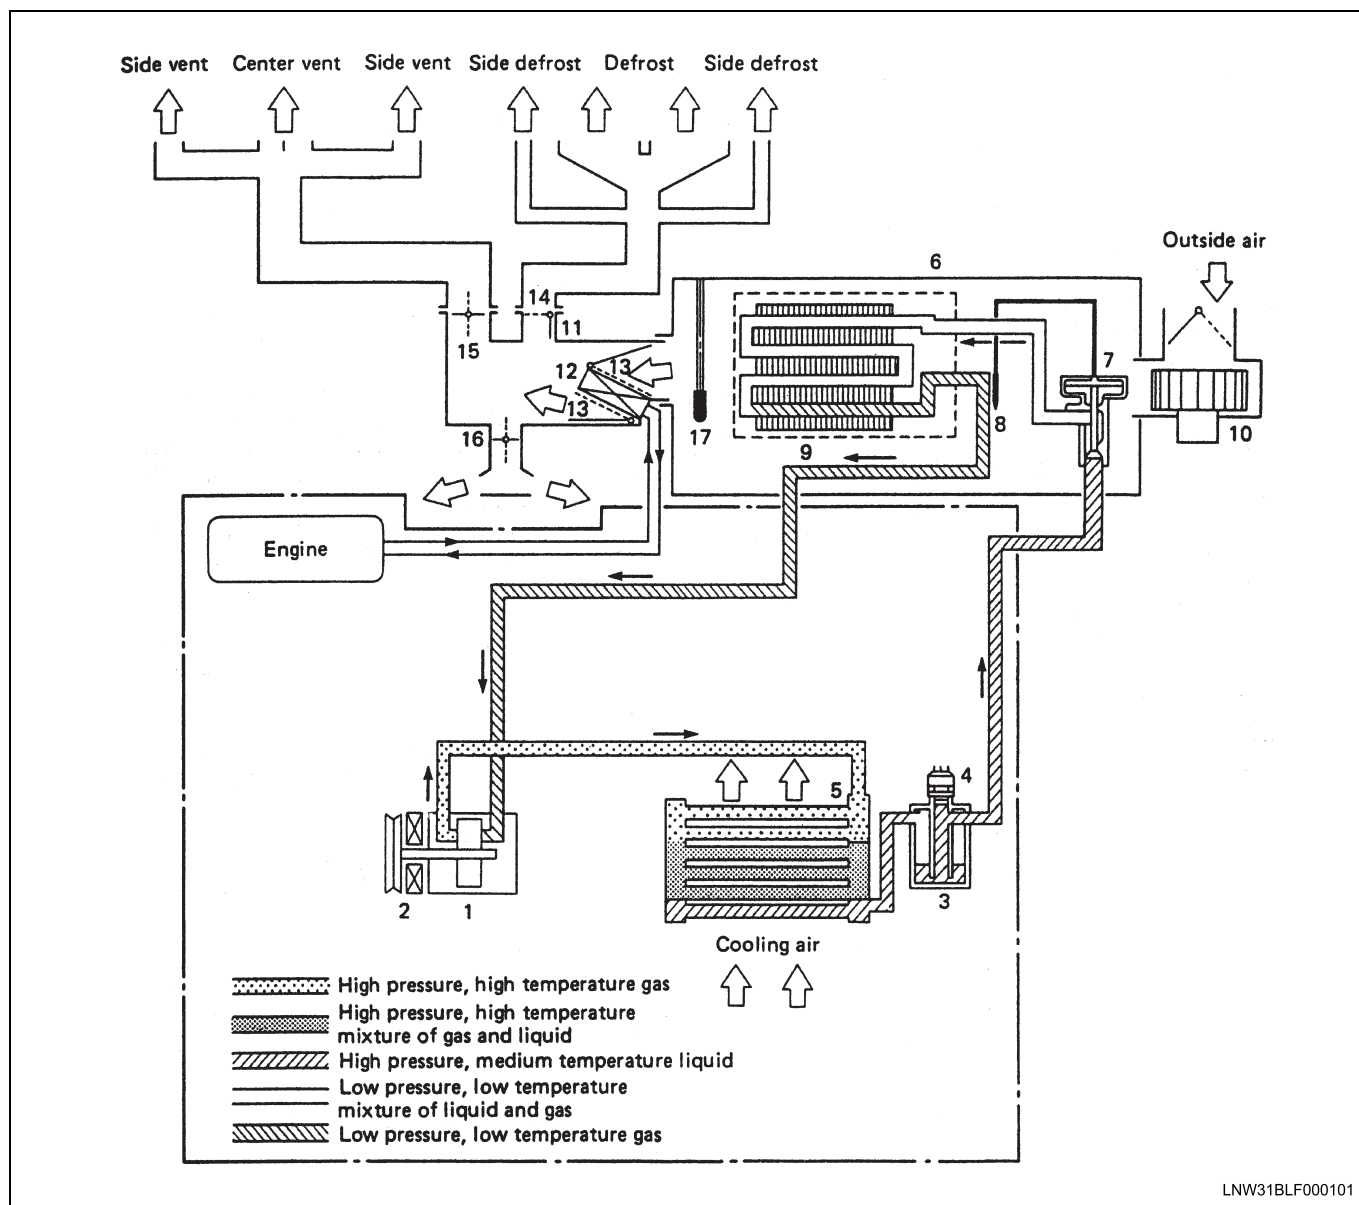 Side vent Center vent Side vent Side defrost Defrost Side defrost
Outside air
6
14
11
15
7
12
13
13
8
17
16
10
9
Engine
4
5
3
2
1
Cooling air
High pressure, high temperature gas
High pressure, high temperature
mixture of gas and liquid
High pressure, medium temperature liquid
Low pressure, low temperature
mixture of liquid and gas
Low pressure, low temperature gas
LNW31BLF000101